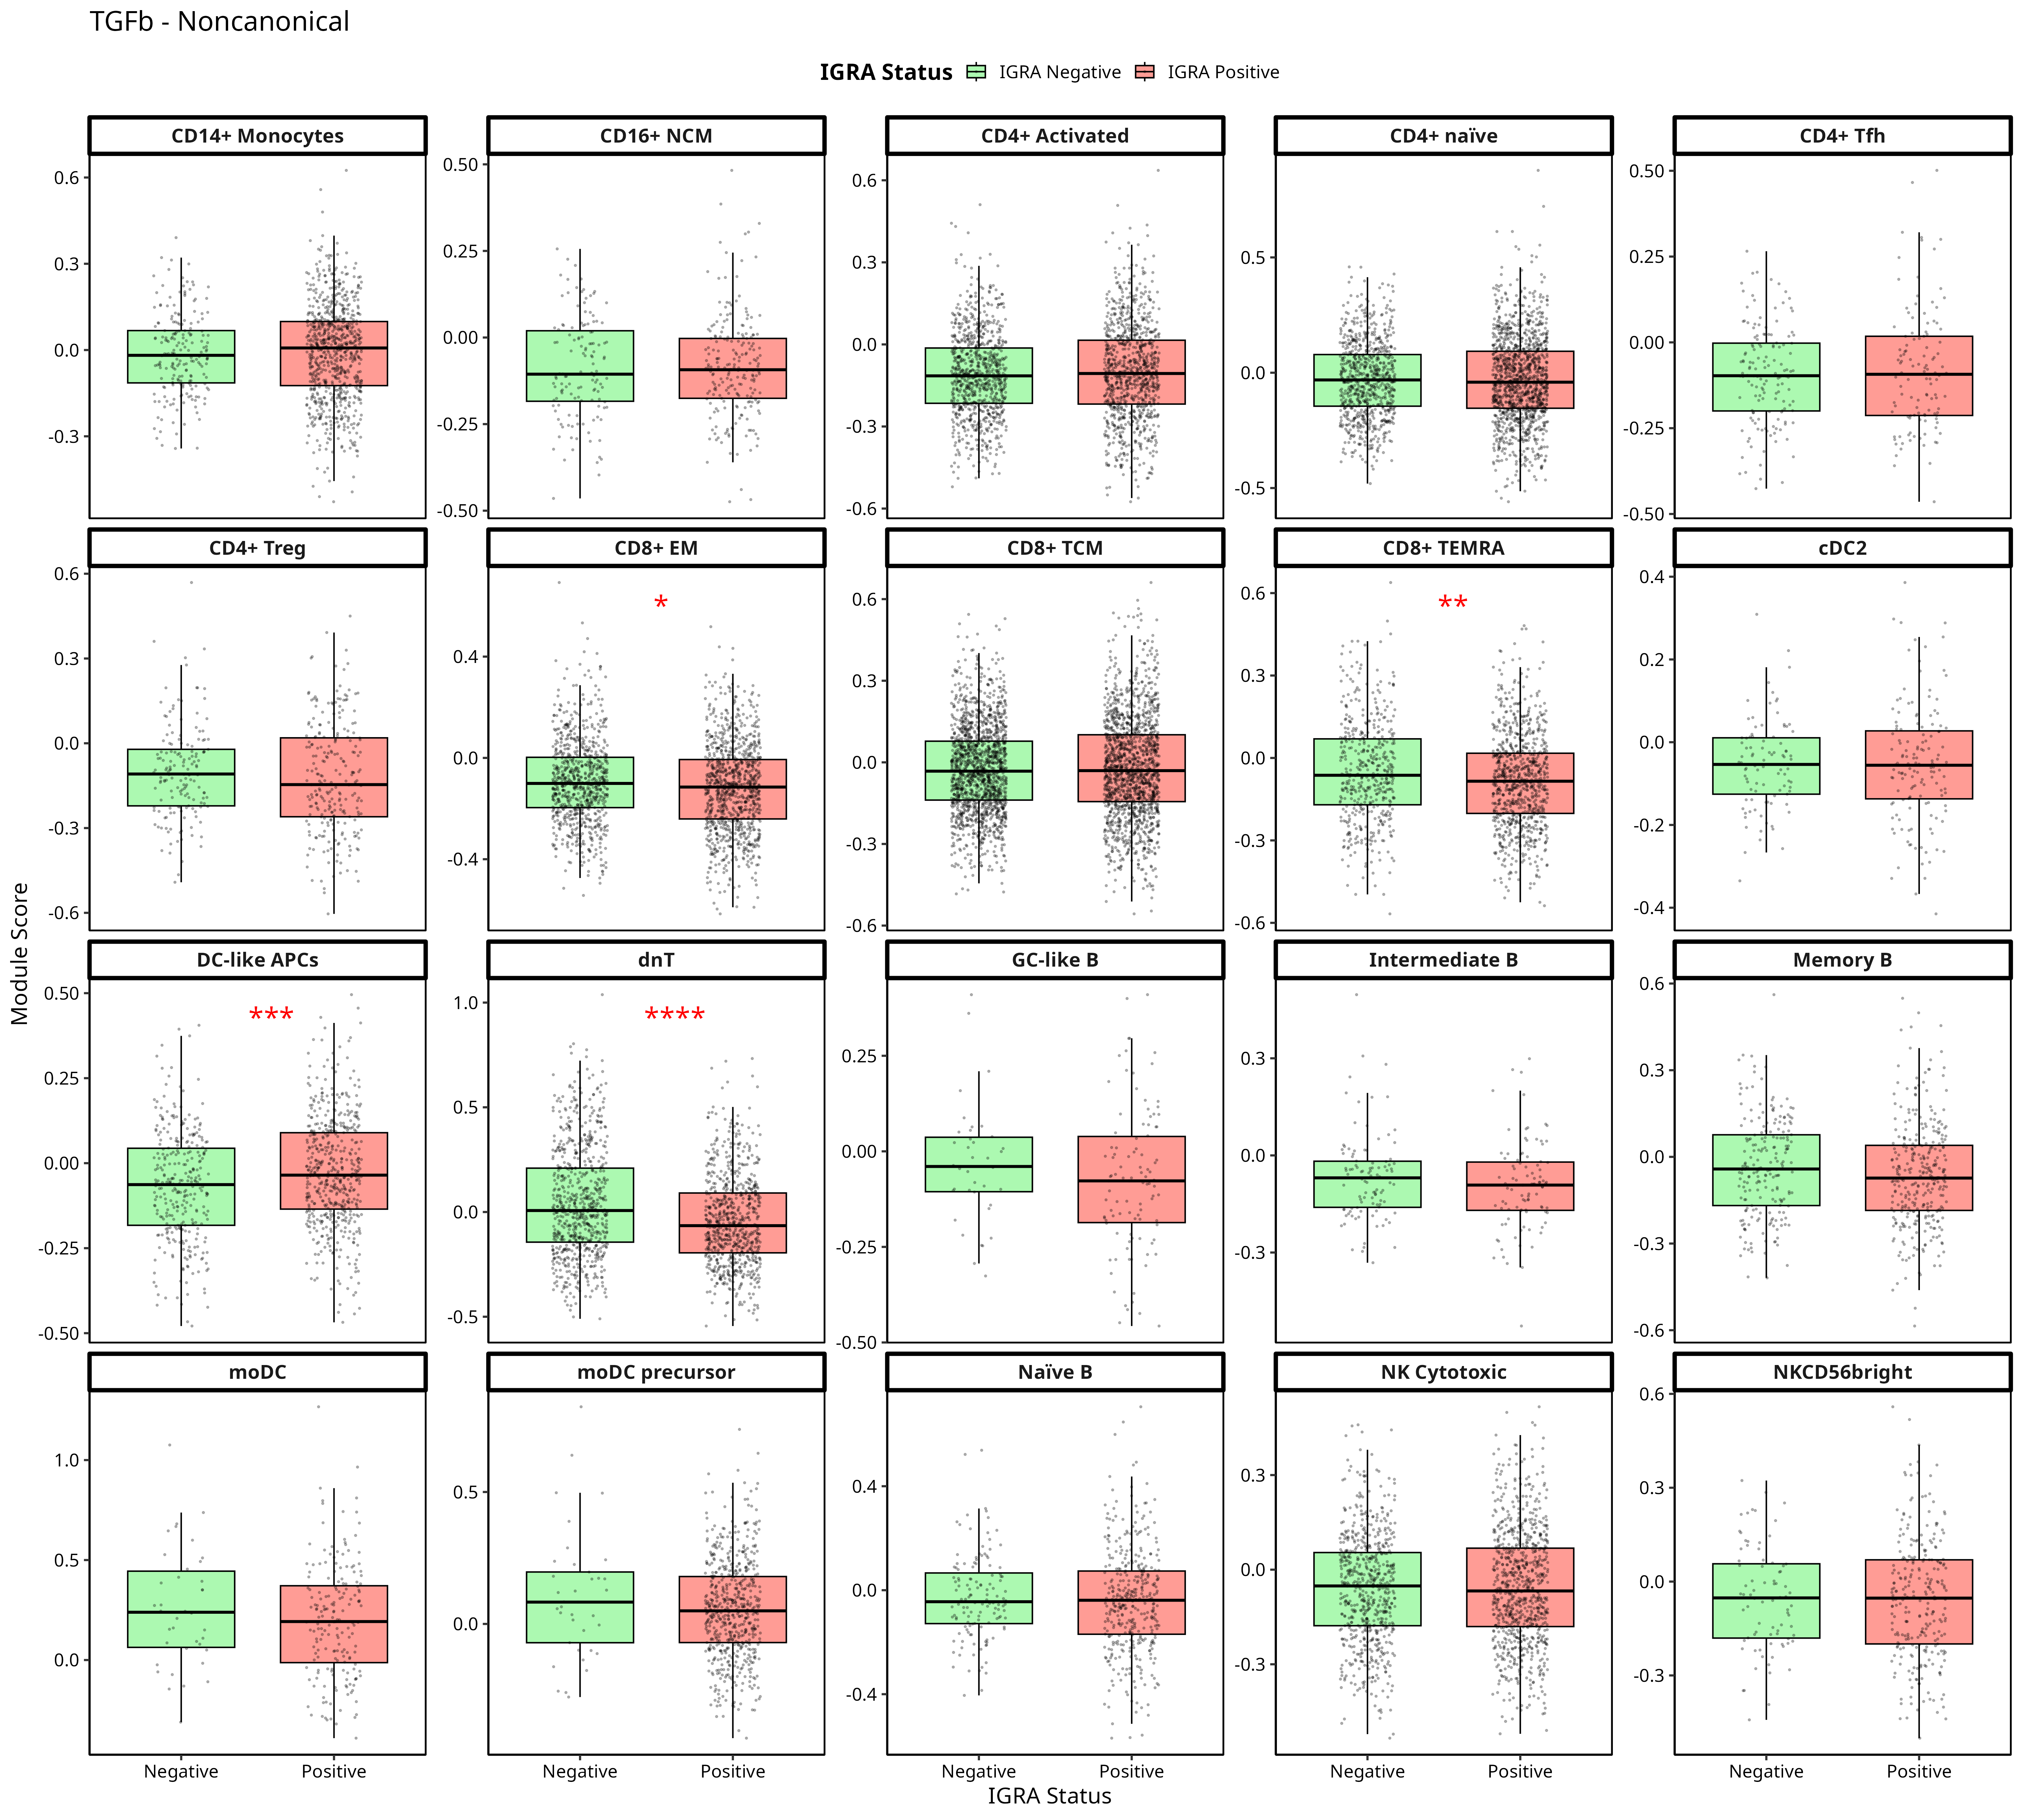 TGFb - Noncanonical
IGRA Status IGRA Negative IGRA Positive
CD14+ Monocytes CD16+ NCM CD4+ Activated CD4+ naïve CD4+ Tfh
0.6 0.3 0.0 -0.3
0.50 0.25 0.00 -0.25 -0.50
0.6 0.3 0.0 -0.3 -0.6
0.5 0.0 -0.5
0.50 0.25 0.00 -0.25 -0.50
CD4+ Treg CD8+ EM CD8+ TCM CD8+ TEMRA cDC2
0.6 0.3 0.0 -0.3 -0.6
* 0.4 0.0 -0.4
0.6 0.3 0.0 -0.3 -0.6
** 0.6 0.3 0.0 -0.3 -0.6
0.4 0.2 0.0 -0.2 -0.4
Module Score
DC-like APCs dnT GC-like B Intermediate B Memory B
*** 0.50 0.25 0.00 -0.25 -0.50
**** 1.0 0.5 0.0 -0.5
0.25 0.00 -0.25 -0.50
0.3 0.0 -0.3
0.6 0.3 0.0 -0.3 -0.6
moDC moDC precursor Naïve B NK Cytotoxic NKCD56bright
1.0 0.5 0.0
0.5 0.0
0.4 0.0 -0.4
0.3 0.0 -0.3
0.6 0.3 0.0 -0.3
Negative Positive Negative Positive Negative Positive Negative Positive Negative Positive
IGRA Status